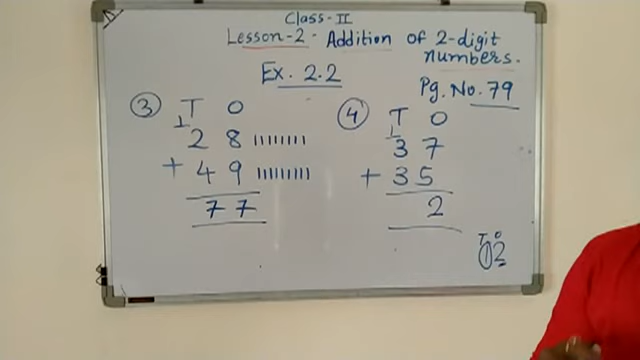 Class-II
Lesson-2 - Addition of 2-digit
numbers.
Ex. 2.2
Pg. No. 79
③ T O
1
2 8
+ 4 9
7 7
④ T O
1
3 7
+ 3 5
2
T O
1 2